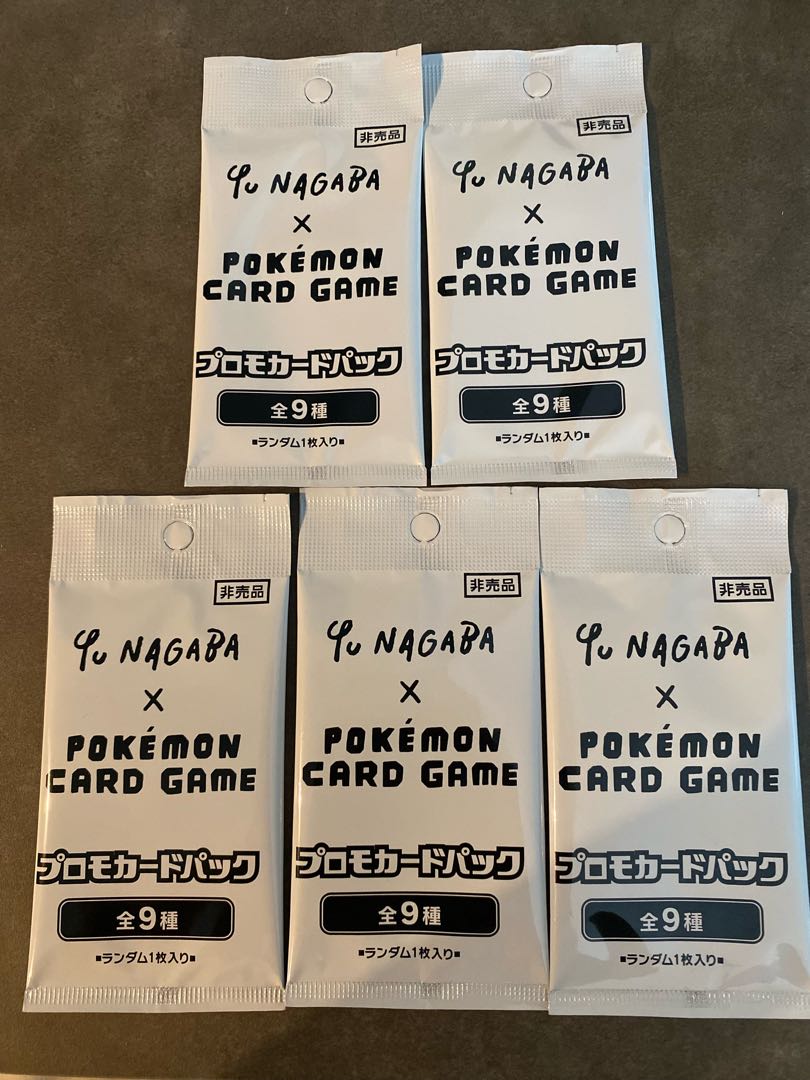 非売品
Yu NAGABA
×
POKÉMON
CARD GAME
プロモカードパック
全9種
■ランダム1枚入り■
非売品
Yu NAGABA
×
POKÉMON
CARD GAME
プロモカードパック
全9種
■ランダム1枚入り■
非売品
Yu NAGABA
×
POKÉMON
CARD GAME
プロモカードパック
全9種
■ランダム1枚入り■
非売品
Yu NAGABA
×
POKÉMON
CARD GAME
プロモカードパック
全9種
■ランダム1枚入り■
非売品
Yu NAGABA
×
POKÉMON
CARD GAME
プロモカードパック
全9種
■ランダム1枚入り■